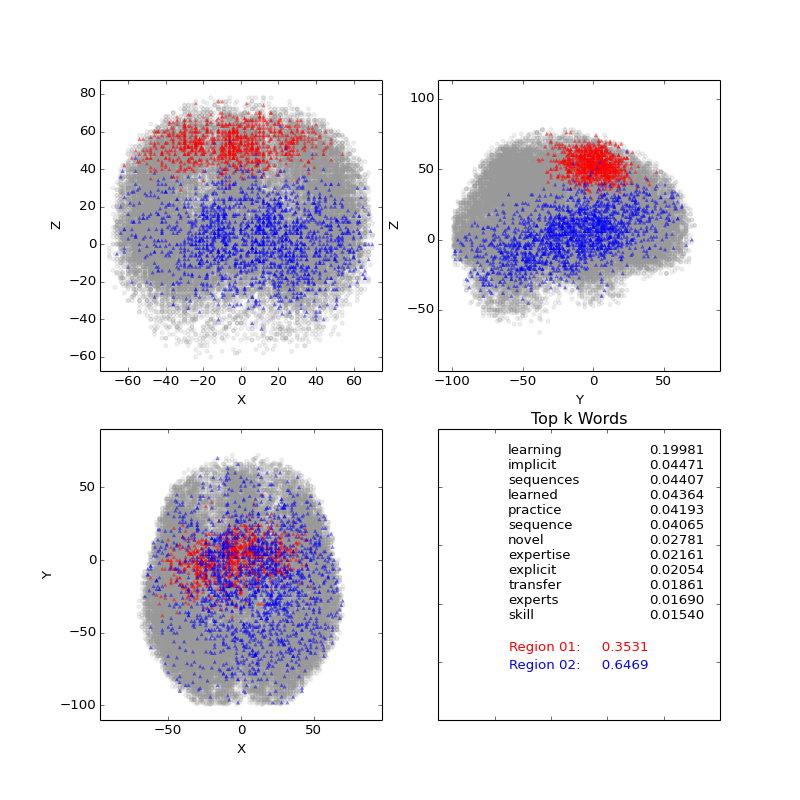 80
60
40
20
0
−20
−40
−60
Z
−60 −40 −20 0 20 40 60
X
100
50
0
−50
Z
−100 −50 0 50
Y
50
0
−50
−100
Y
−50 0 50
X
Top k Words
learning 0.19981
implicit 0.04471
sequences 0.04407
learned 0.04364
practice 0.04193
sequence 0.04065
novel 0.02781
expertise 0.02161
explicit 0.02054
transfer 0.01861
experts 0.01690
skill 0.01540
Region 01: 0.3531
Region 02: 0.6469